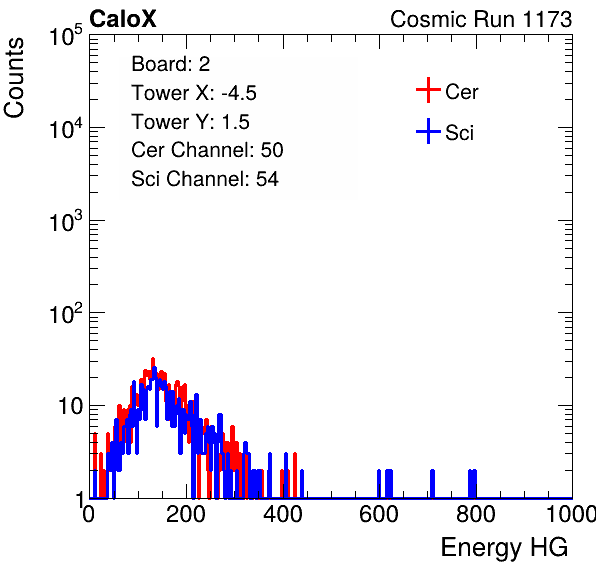 CaloX Cosmic Run 1173
Counts
10^5
10^4
10^3
10^2
10
1
Board: 2
Tower X: -4.5
Tower Y: 1.5
Cer Channel: 50
Sci Channel: 54
Cer
Sci
0 200 400 600 800 1000
Energy HG